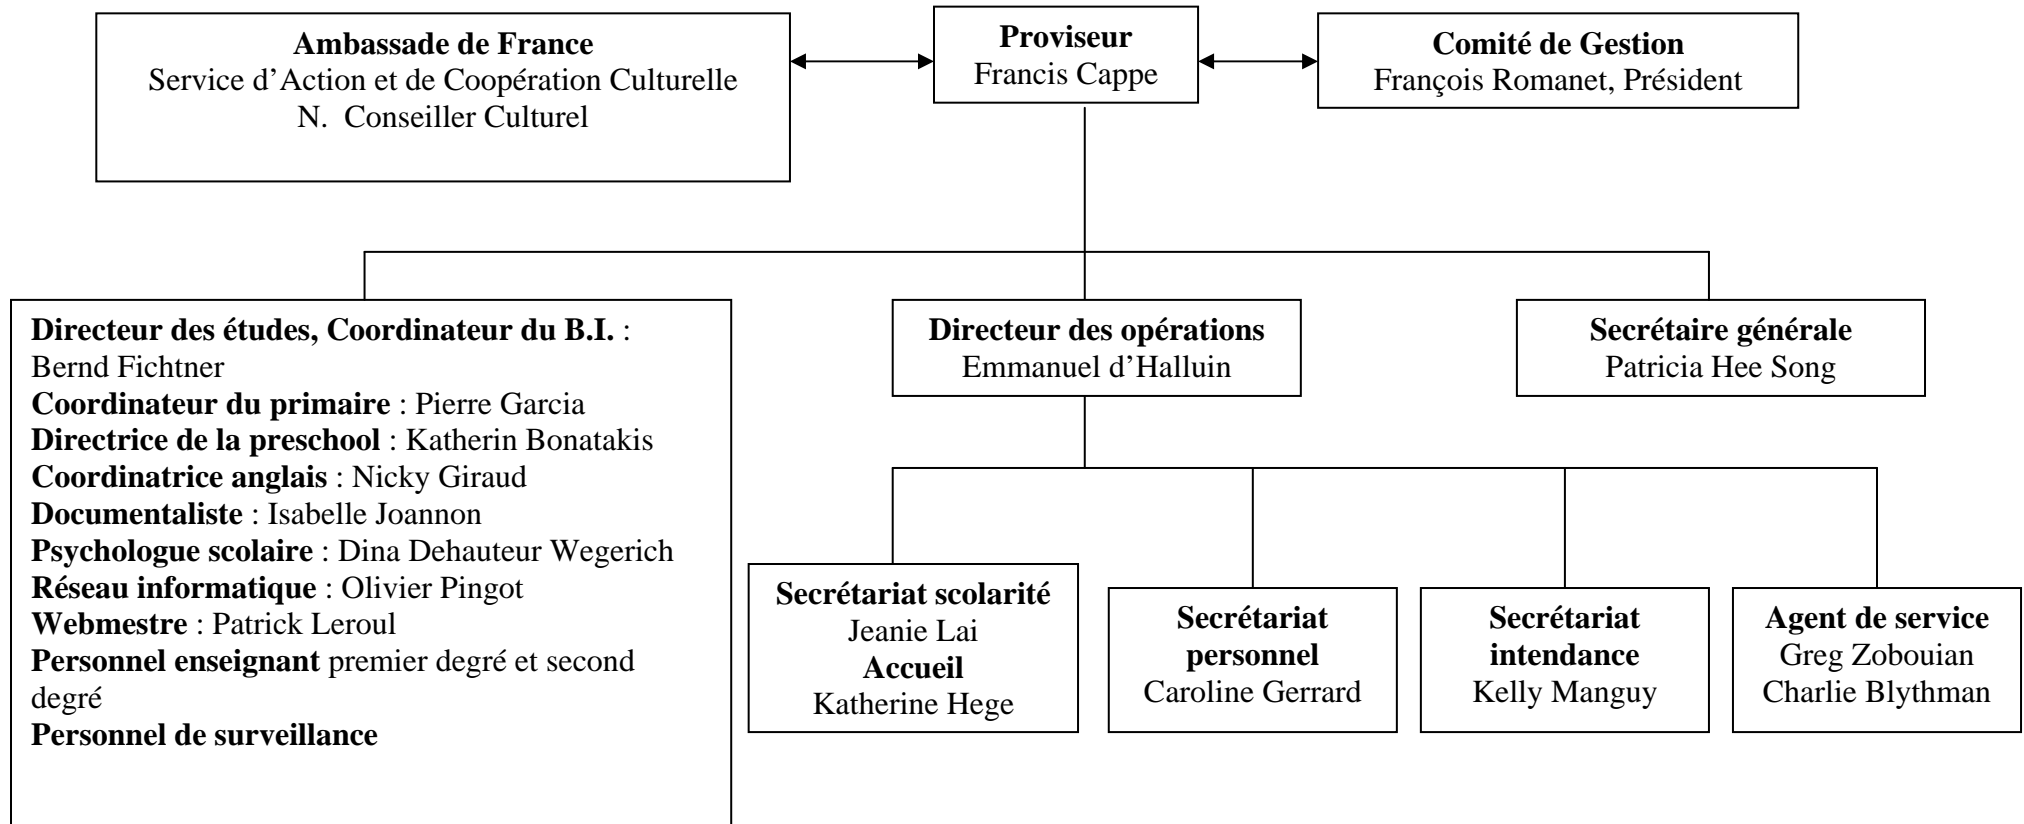 Ambassade de France
Service d’Action et de Coopération Culturelle
N.  Conseiller Culturel
Proviseur
Francis Cappe
Comité de Gestion
François Romanet, Président
Directeur des études, Coordinateur du B.I. :
Bernd Fichtner
Coordinateur du primaire : Pierre Garcia
Directrice de la preschool : Katherin Bonatakis
Coordinatrice anglais : Nicky Giraud
Documentaliste : Isabelle Joannon
Psychologue scolaire : Dina Dehauteur Wegerich
Réseau informatique : Olivier Pingot
Webmestre : Patrick Leroul
Personnel enseignant premier degré et second
degré
Personnel de surveillance
Directeur des opérations
Emmanuel d’Halluin
Secrétaire générale
Patricia Hee Song
Secrétariat scolarité
Jeanie Lai
Accueil
Katherine Hege
Secrétariat
personnel
Caroline Gerrard
Secrétariat
intendance
Kelly Manguy
Agent de service
Greg Zobouian
Charlie Blythman